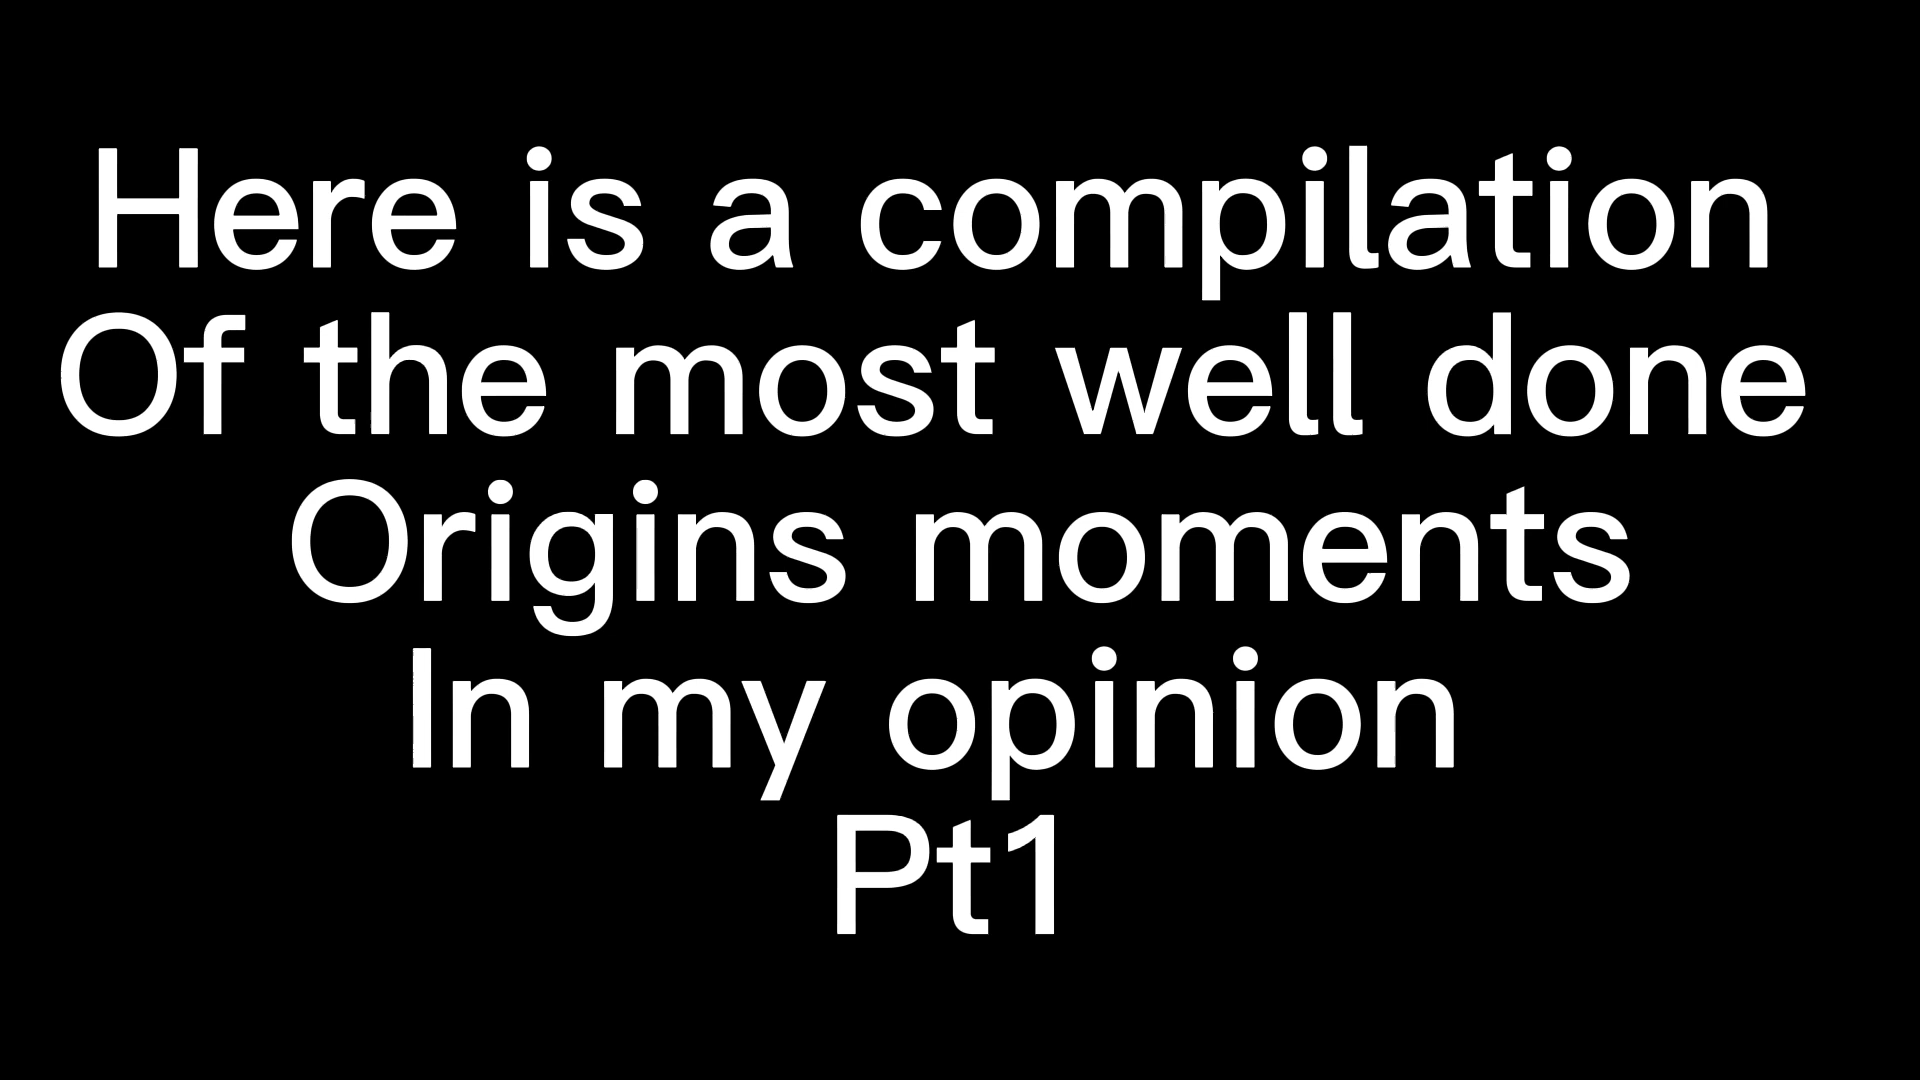 Here is a compilation
Of the most well done
Origins moments
In my opinion
Pt1